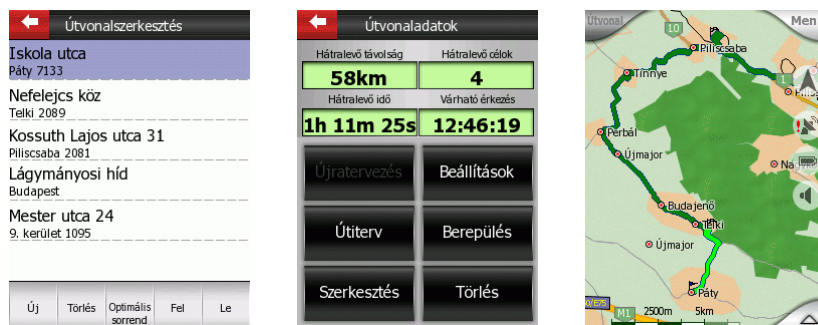 Útvonalszerkesztés
Iskola utca
Páty 7133
Nefelejcs köz
Telki 2089
Kossuth Lajos utca 31
Piliscsaba 2081
Lágymányosi híd
Budapest
Mester utca 24
9. kerület 1095
Új
Törlés
Optimális sorrend
Fel
Le
Útvonaladatok
Hátralevő távolság
Hátralevő célok
58km
4
Hátralevő idő
Várható érkezés
1h 11m 25s
12:46:19
Újratervezés
Beállítások
Útiterv
Berepülés
Szerkesztés
Törlés
Útvonal
Men
10
Piliscsaba
Tinnye
1
Perbál
Újmajor
Budajenő
Telki
Újmajor
Páty
M1
2500m
5km